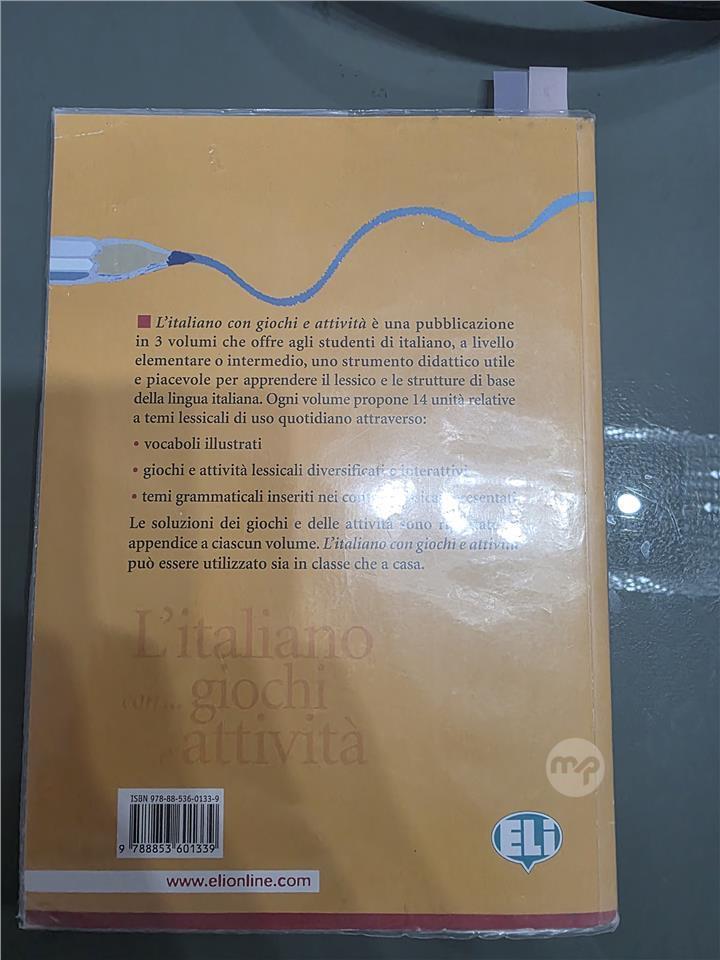 L'italiano con giochi e attività è una pubblicazione
in 3 volumi che offre agli studenti di italiano, a livello
elementare o intermedio, uno strumento didattico utile
e piacevole per apprendere il lessico e le strutture di base
della lingua italiana. Ogni volume propone 14 unità relative
a temi lessicali di uso quotidiano attraverso:
• vocaboli illustrati
• giochi e attività lessicali diversificati e interattivi
• temi grammaticali inseriti nei presentati
Le soluzioni dei giochi e delle attività sono
appendice a ciascun volume. L'italiano con giochi e attività
può essere utilizzato sia in classe che a casa.
L'italiano
con... giochi
e attività
mp
ISBN 978-88-536-0133-9
9 788853 601339
ELi
www.elionline.com